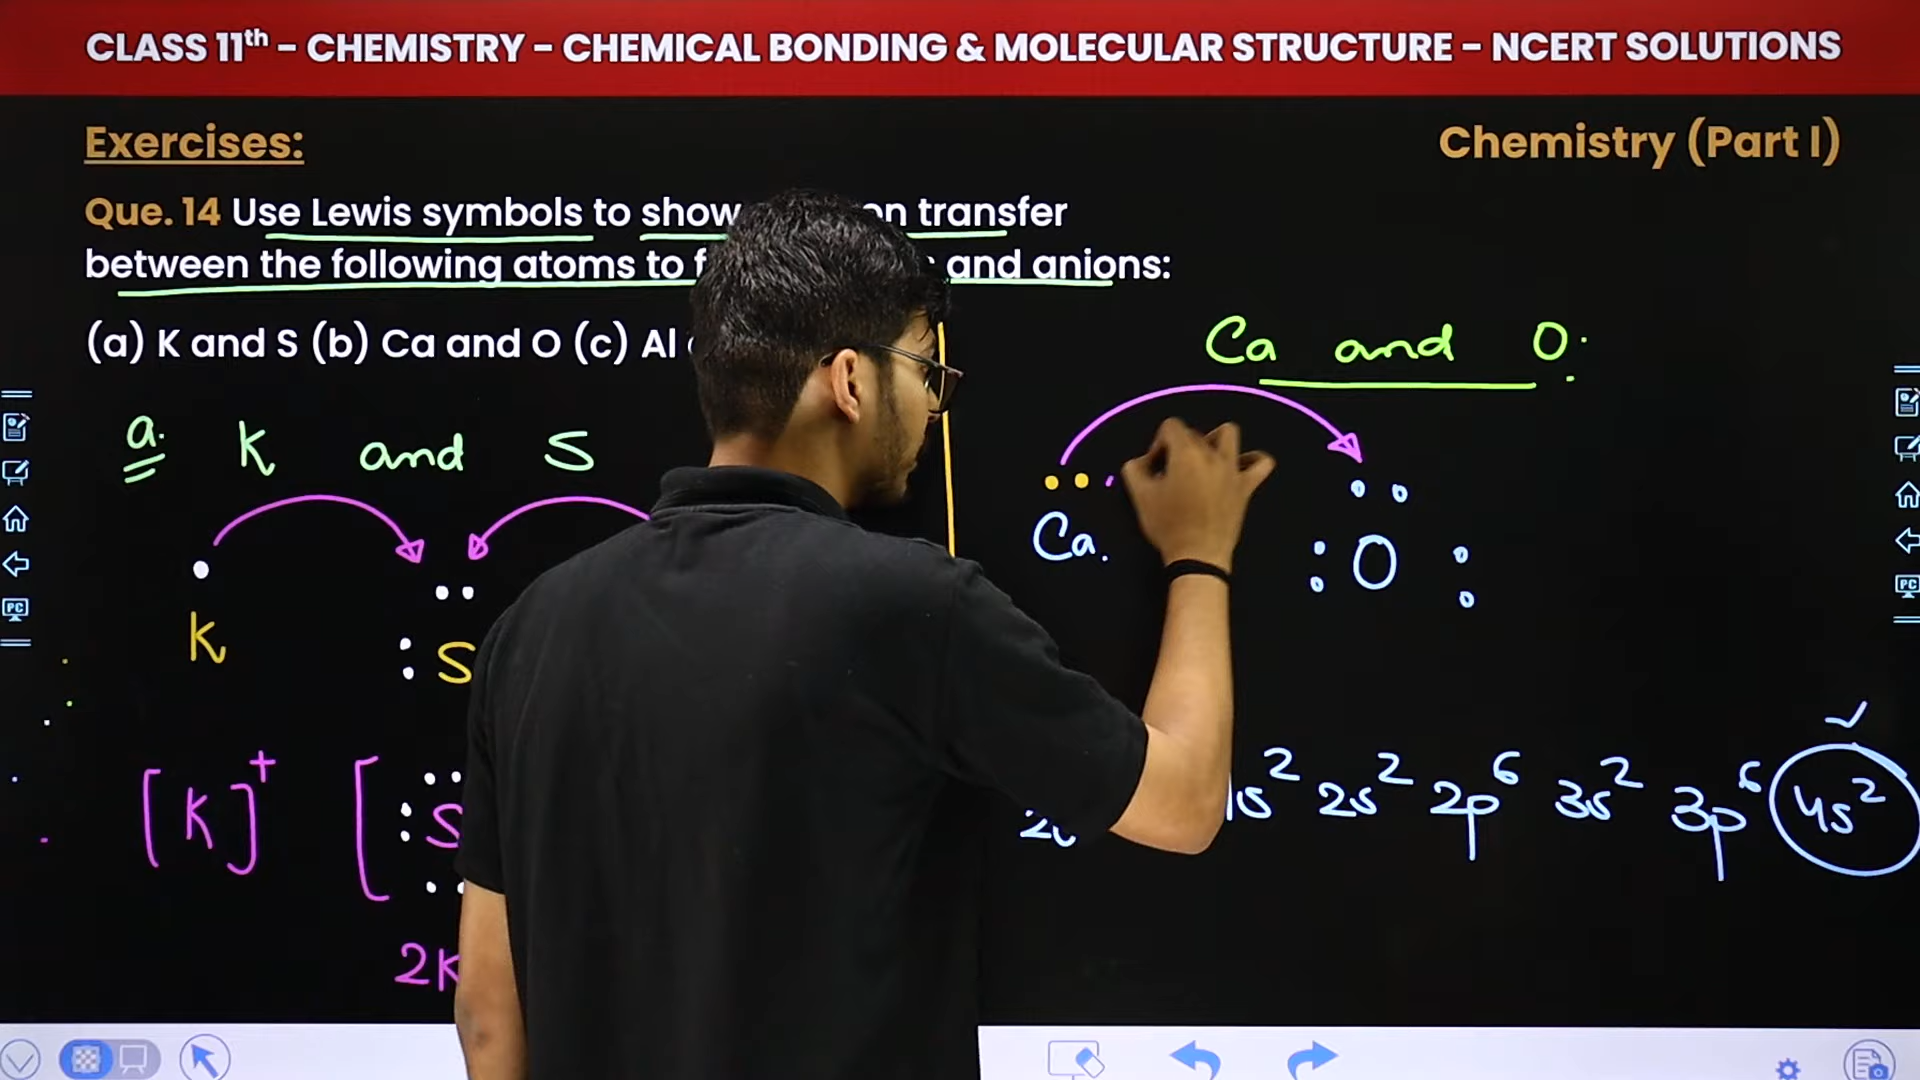 CLASS 11th - CHEMISTRY - CHEMICAL BONDING & MOLECULAR STRUCTURE - NCERT SOLUTIONS
Exercises:
Chemistry (Part I)
Que. 14 Use Lewis symbols to show transfer
between the following atoms to and anions:
(a) K and S (b) Ca and O (c) Al
Ca and O
a. K and S
Ca.
O
K
S
[K]+ [ S
1s² 2s² 2p⁶ 3s² 3p⁶ 4s²
2K
PC
PC